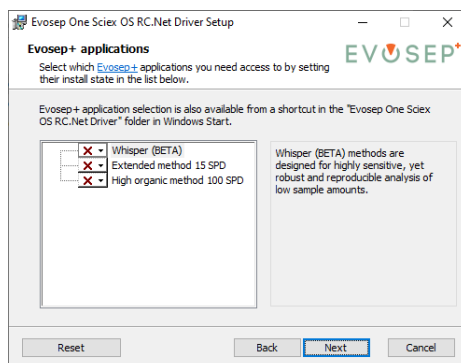 Evosep One Sciex OS RC.Net Driver Setup
Evosep+ applications
Select which Evosep+ applications you need access to by setting
their install state in the list below.
EVOSEP+
Evosep+ application selection is also available from a shortcut in the "Evosep One Sciex
OS RC.Net Driver" folder in Windows Start.
Whisper (BETA)
Extended method 15 SPD
High organic method 100 SPD
Whisper (BETA) methods are
designed for highly sensitive, yet
robust and reproducible analysis of
low sample amounts.
Reset
Back
Next
Cancel